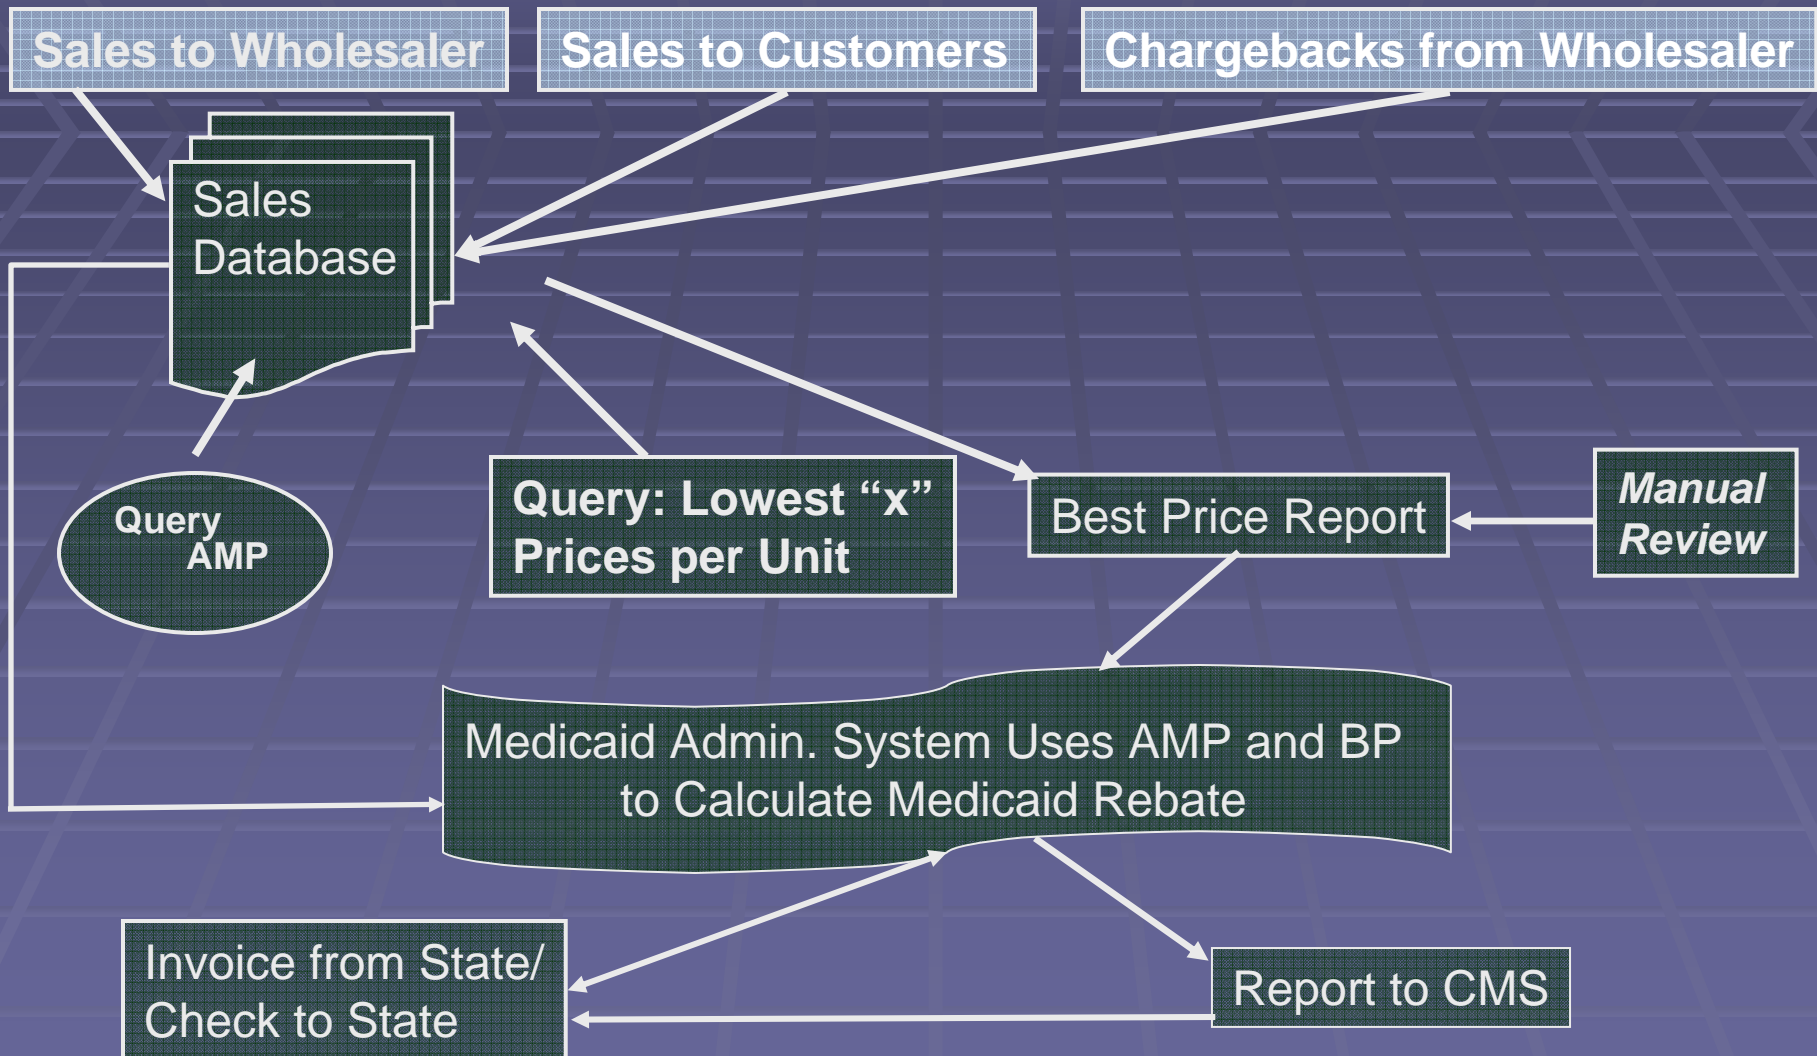 Sales to Wholesaler
Sales to Customers
Chargebacks from Wholesaler
Sales
Database
Query
AMP
Query: Lowest “x”
Prices per Unit
Best Price Report
Manual
Review
Medicaid Admin. System Uses AMP and BP
to Calculate Medicaid Rebate
Invoice from State/
Check to State
Report to CMS